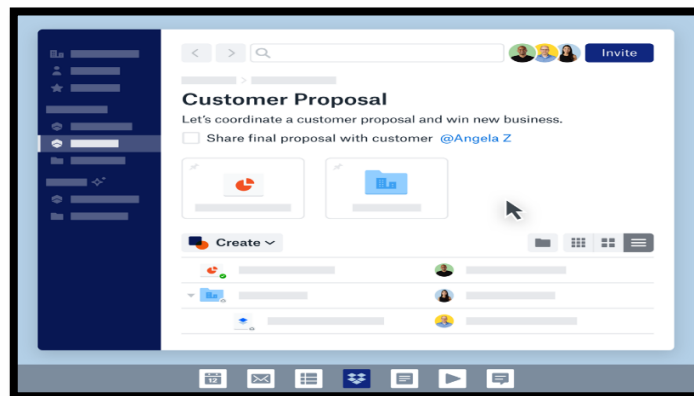 Invite
Customer Proposal
Let's coordinate a customer proposal and win new business.
Share final proposal with customer @Angela Z
Create
12